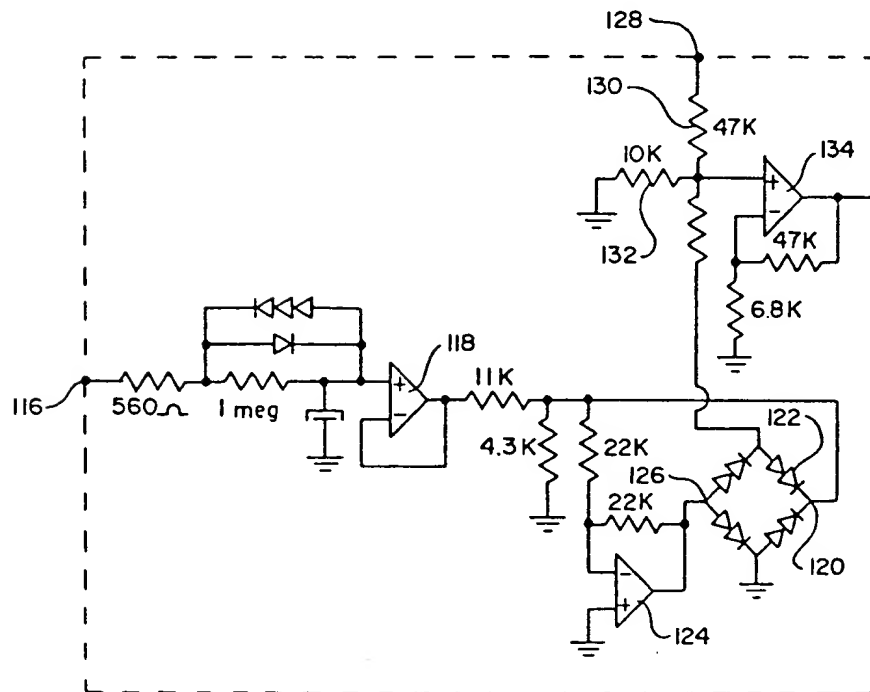 128
130
47K
10K
134
+
−
132
47K
6.8K
118
+
−
116
560Ω
1 meg
11K
4.3K
22K
122
126
22K
120
−
+
124